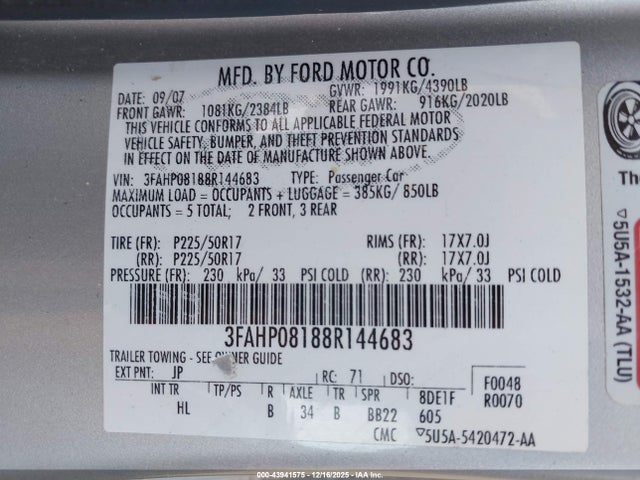 MFD. BY FORD MOTOR CO.
DATE: 09/07 GVWR: 1991KG/4390LB
FRONT GAWR: 1081KG/2384LB REAR GAWR: 916KG/2020LB
THIS VEHICLE CONFORMS TO ALL APPLICABLE FEDERAL MOTOR
VEHICLE SAFETY, BUMPER, AND THEFT PREVENTION STANDARDS
IN EFFECT ON THE DATE OF MANUFACTURE SHOWN ABOVE.
VIN: 3FAHP08188R144683 TYPE: Passenger Car
MAXIMUM LOAD = OCCUPANTS + LUGGAGE = 385KG/ 850LB
OCCUPANTS = 5 TOTAL; 2 FRONT, 3 REAR
TIRE (FR): P225/50R17 RIMS (FR): 17X7.0J
(RR): P225/50R17 (RR): 17X7.0J
PRESSURE (FR): 230 kPa/ 33 PSI COLD (RR): 230 kPa/ 33 PSI COLD
3FAHP08188R144683
TRAILER TOWING - SEE OWNER GUIDE
EXT PNT: JP RC: 71 DSO: F0048
INT TR TP/PS R AXLE TR SPR 8DE1F R0070
HL B 34 B BB22 605
CMC ▽5U5A-5420472-AA
The
▽5U5A-1532-AA (TLU)
000-43941575 - 12/16/2025 - IAA, Inc.